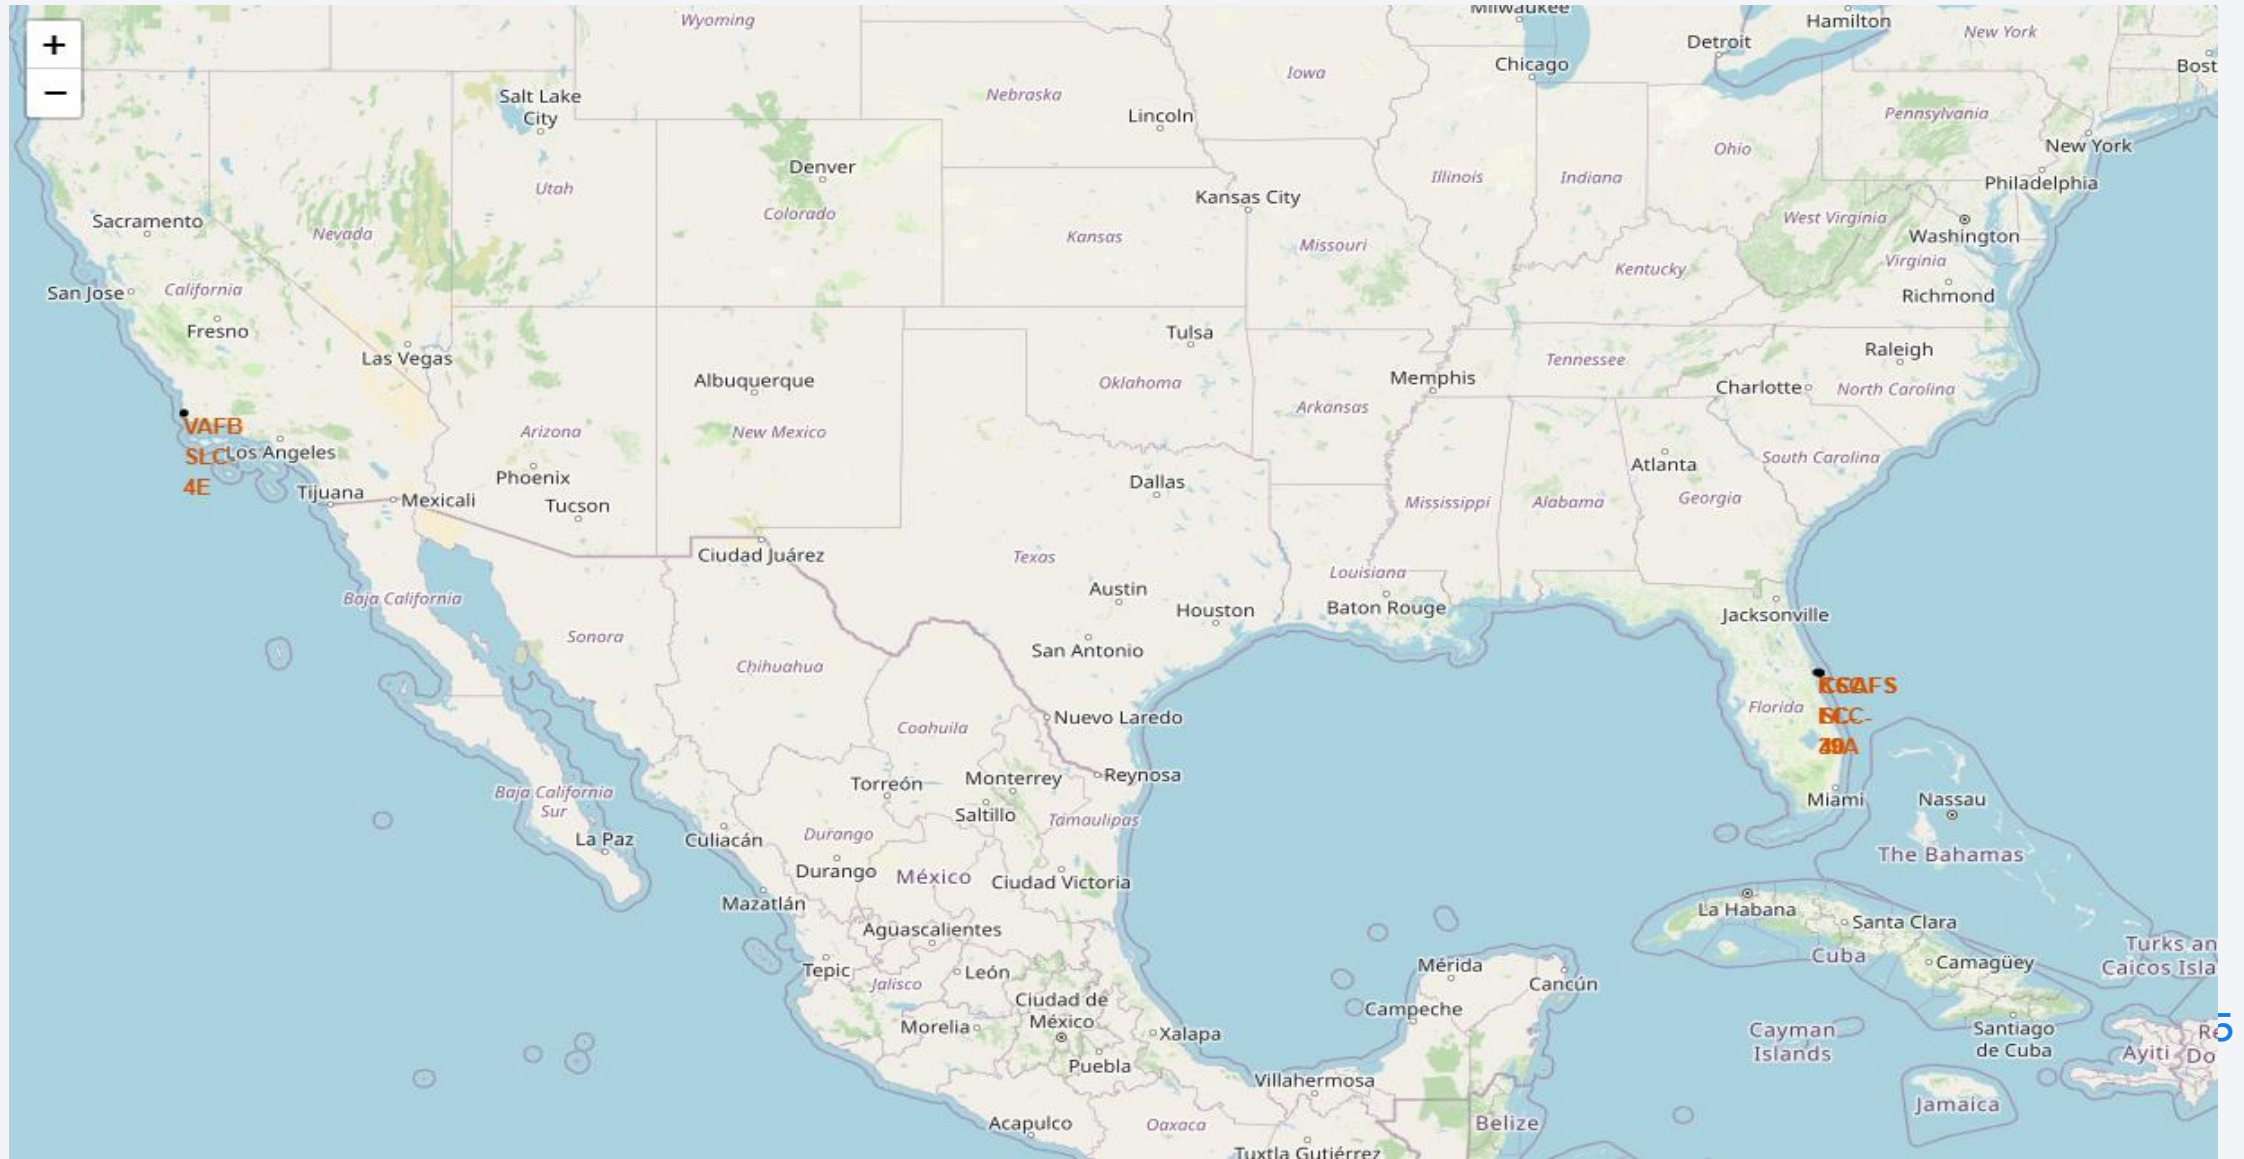 Wyoming
Milwaukee
Hamilton
New York
Detroit
Chicago
Bost
Iowa
Nebraska
Salt Lake
City
Lincoln
Pennsylvania
New York
Ohio
Denver
Illinois
Indiana
Philadelphia
Utah
Kansas City
Colorado
West Virginia
Sacramento
Nevada
Kansas
Missouri
Washington
Virginia
Kentucky
San Jose
California
Richmond
Fresno
Tulsa
Las Vegas
Tennessee
Raleigh
Albuquerque
Oklahoma
Memphis
Charlotte
North Carolina
Arkansas
VAFB
SLC-
4E
Los Angeles
Arizona
New Mexico
Phoenix
Atlanta
South Carolina
Dallas
Tijuana
Mexicali
Tucson
Mississippi
Alabama
Georgia
Ciudad Juárez
Texas
Louisiana
Austin
Baja California
Houston
Baton Rouge
Jacksonville
Sonora
San Antonio
Chihuahua
Florida
Nuevo Laredo
Coahuila
Torreón
Monterrey
Reynosa
Baja California
Sur
Saltillo
Tamaulipas
Miami
Nassau
La Paz
Culiacán
Durango
The Bahamas
Durango
México
Ciudad Victoria
Mazatlán
La Habana
Santa Clara
Aguascalientes
Turks an
Caicos Isla
Cuba
Camagüey
Tepic
León
Jalisco
Mérida
Cancún
Ciudad de
México
Campeche
Morelia
Xalapa
Cayman
Islands
Santiago
de Cuba
Puebla
Ayiti
Re
Do
5
Villahermosa
Jamaica
Acapulco
Oaxaca
Belize
Tuxtla Gutiérrez